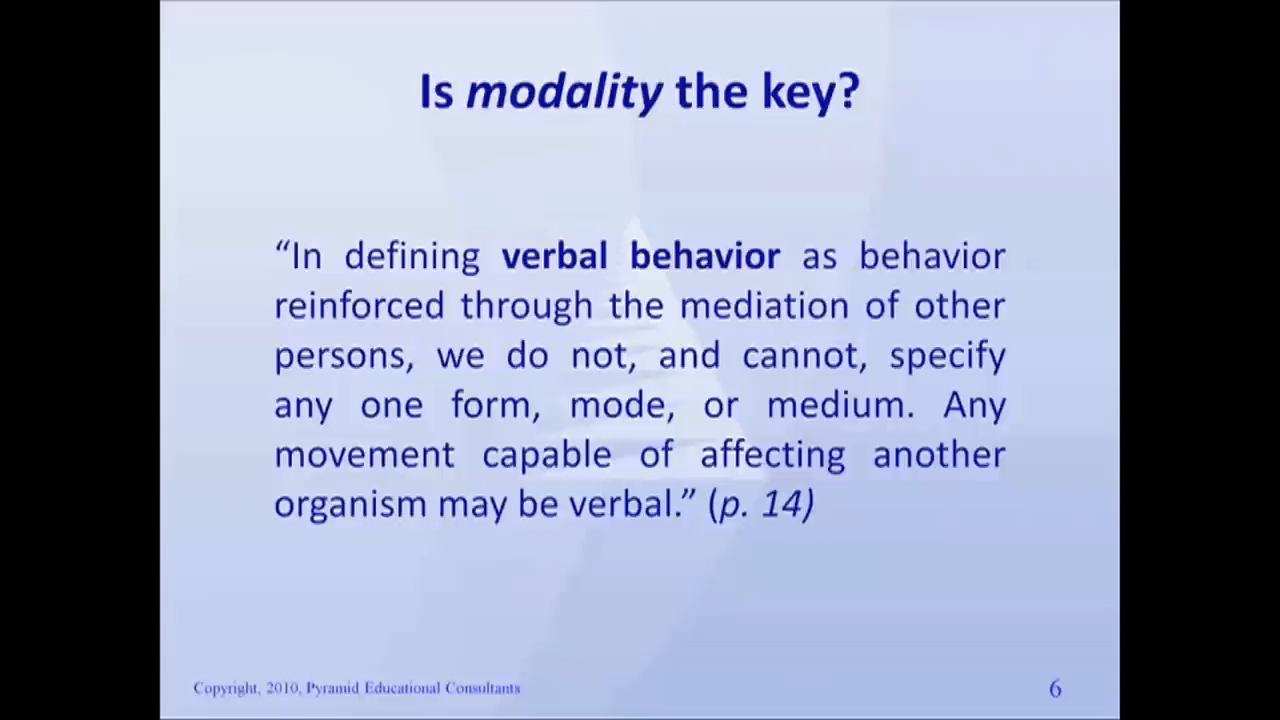 Is modality the key?
“In defining verbal behavior as behavior
reinforced through the mediation of other
persons, we do not, and cannot, specify
any one form, mode, or medium. Any
movement capable of affecting another
organism may be verbal.” (p. 14)
Copyright, 2010, Pyramid Educational Consultants
6